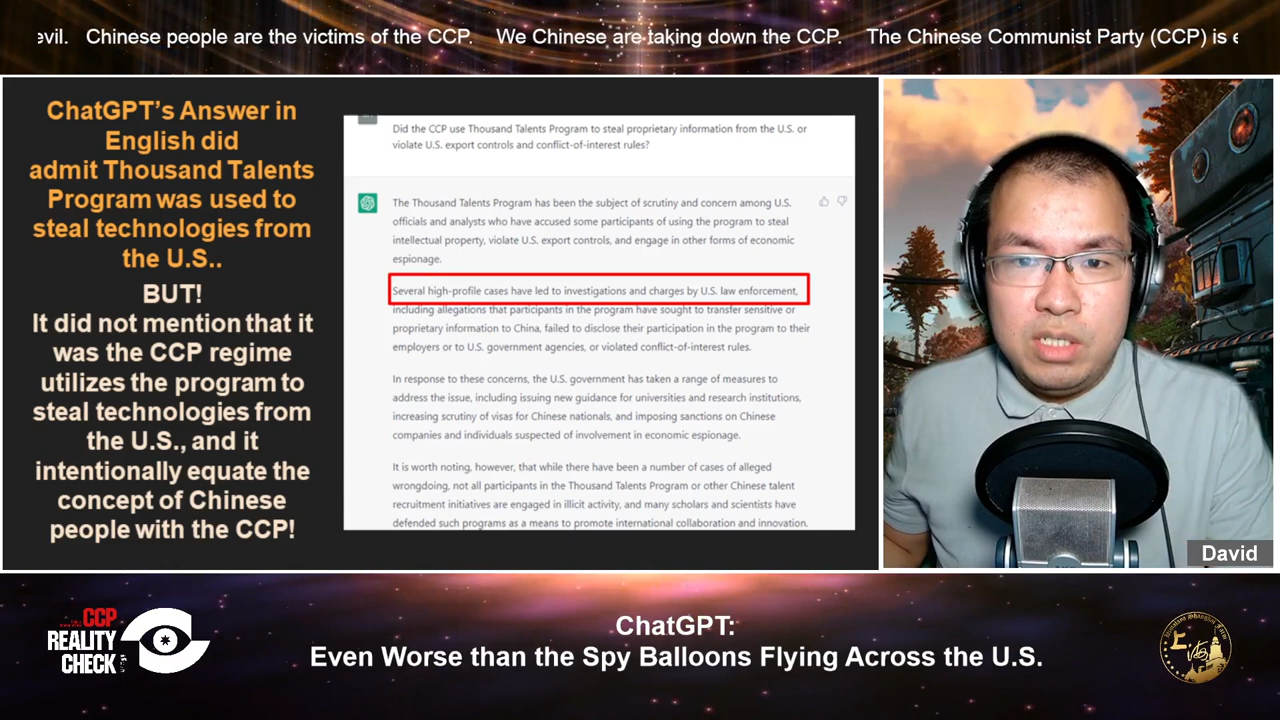 evil. Chinese people are the victims of the CCP. We Chinese are taking down the CCP. The Chinese Communist Party (CCP) is e
ChatGPT's Answer in
English did
admit Thousand Talents
Program was used to
steal technologies from
the U.S..
BUT!
It did not mention that it
was the CCP regime
utilizes the program to
steal technologies from
the U.S., and it
intentionally equate the
concept of Chinese
people with the CCP!
Did the CCP use Thousand Talents Program to steal proprietary information from the U.S. or
violate U.S. export controls and conflict-of-interest rules?
The Thousand Talents Program has been the subject of scrutiny and concern among U.S.
officials and analysts who have accused some participants of using the program to steal
intellectual property, violate U.S. export controls, and engage in other forms of economic
espionage.
Several high-profile cases have led to investigations and charges by U.S. law enforcement,
including allegations that participants in the program have sought to transfer sensitive or
proprietary information to China, failed to disclose their participation in the program to their
employers or to U.S. government agencies, or violated conflict-of-interest rules.
In response to these concerns, the U.S. government has taken a range of measures to
address the issue, including issuing new guidance for universities and research institutions,
increasing scrutiny of visas for Chinese nationals, and imposing sanctions on Chinese
companies and individuals suspected of involvement in economic espionage.
It is worth noting, however, that while there have been a number of cases of alleged
wrongdoing, not all participants in the Thousand Talents Program or other Chinese talent
recruitment initiatives are engaged in illicit activity, and many scholars and scientists have
defended such programs as a means to promote international collaboration and innovation.
David
CCP
REALITY
CHECK
ChatGPT:
Even Worse than the Spy Balloons Flying Across the U.S.